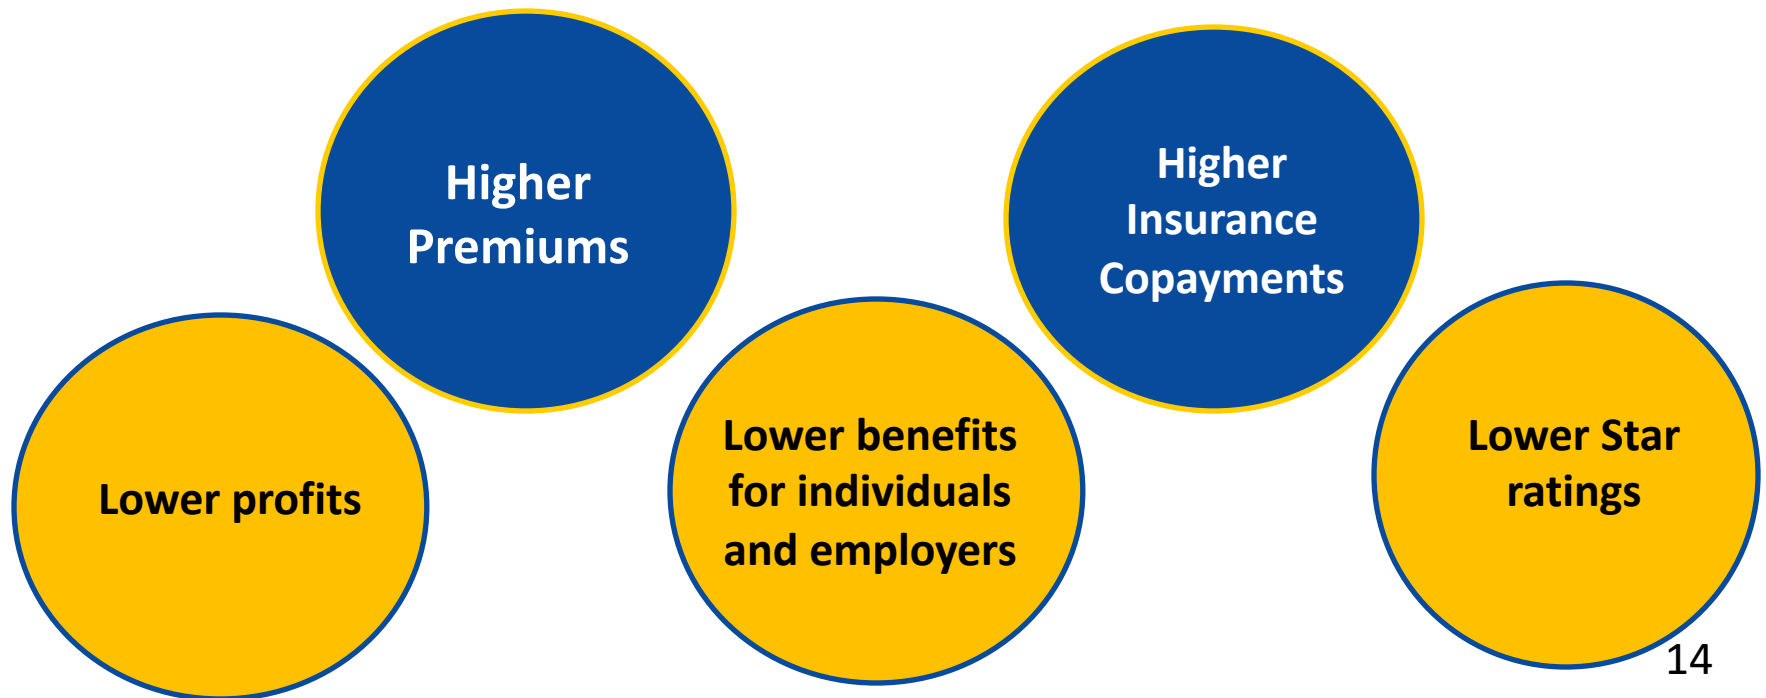 Higher
Premiums
Higher
Insurance
Copayments
Lower profits
Lower benefits
for individuals
and employers
Lower Star
ratings
14